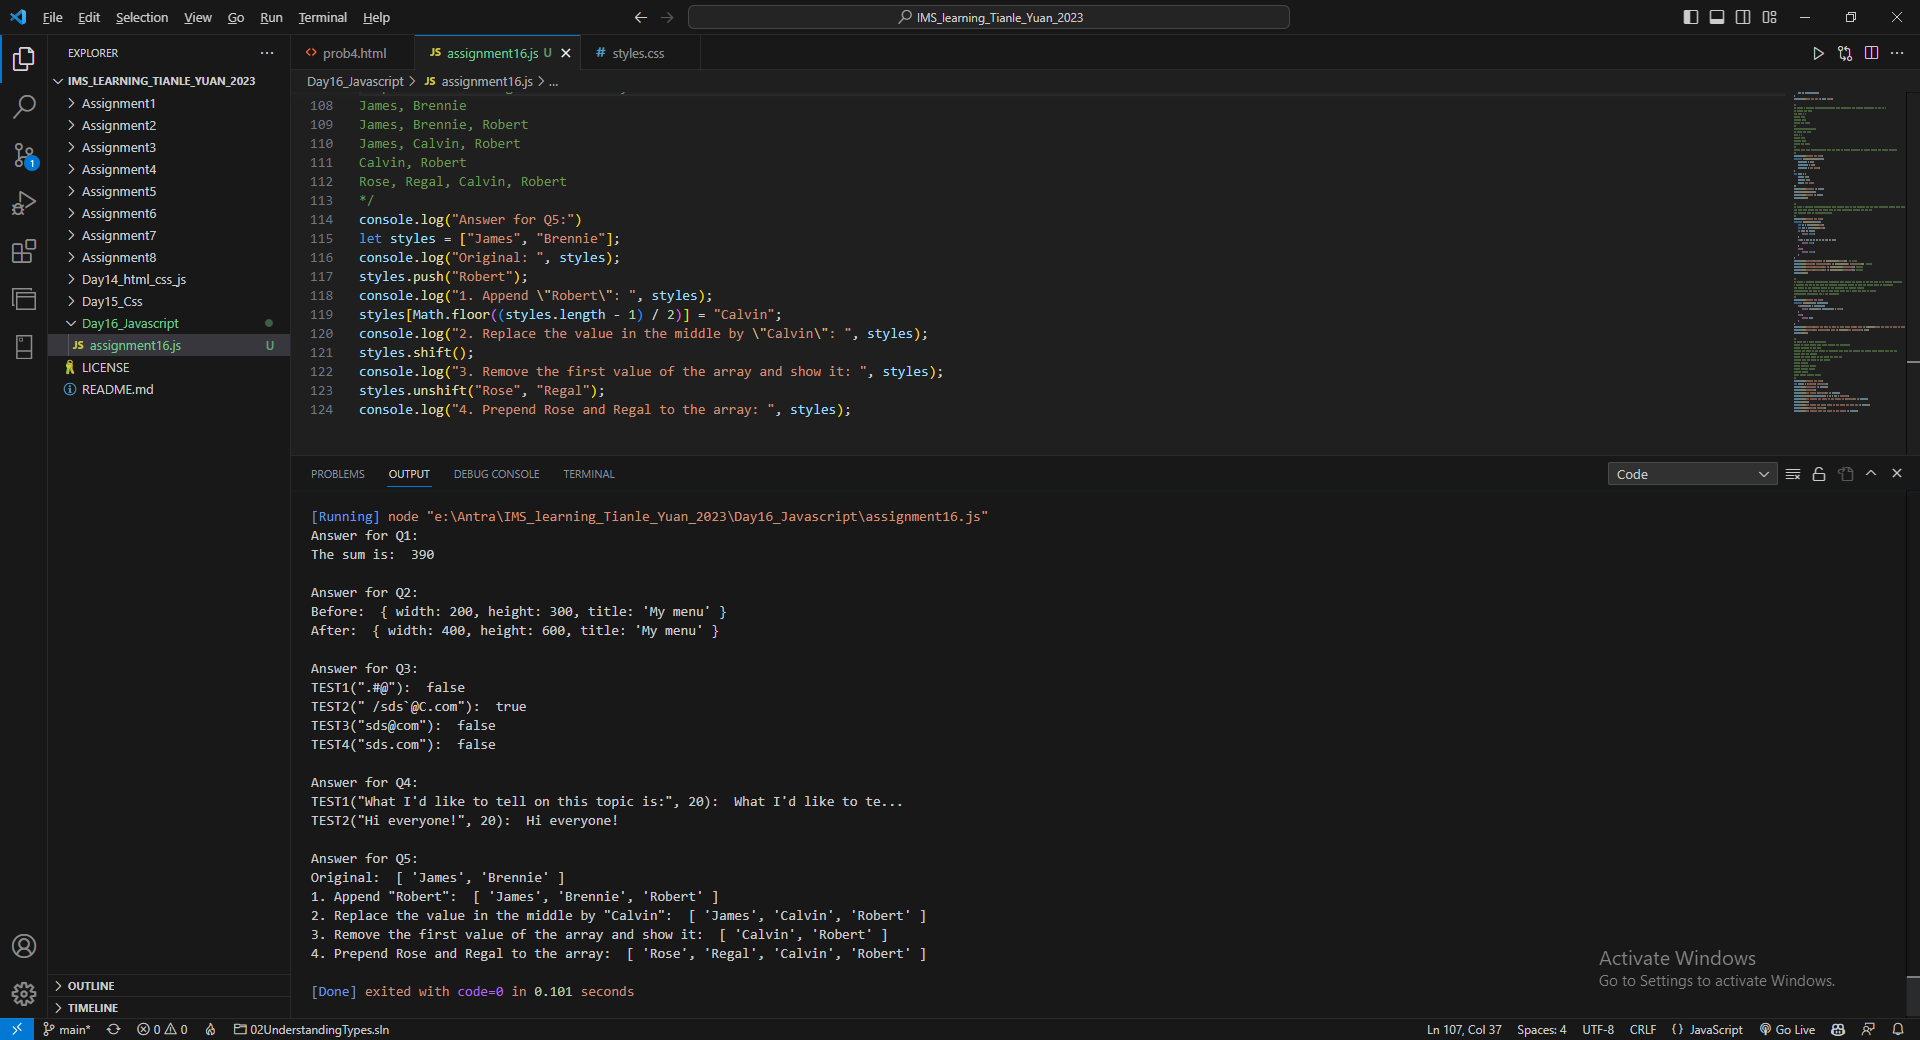 File Edit Selection View Go Run Terminal Help
IMS_learning_Tianle_Yuan_2023
EXPLORER
IMS_LEARNING_TIANLE_YUAN_2023
Assignment1
Assignment2
Assignment3
Assignment4
Assignment5
Assignment6
Assignment7
Assignment8
Day14_html_css_js
Day15_Css
Day16_Javascript
JS assignment16.js U
LICENSE
README.md
OUTLINE
TIMELINE
1
prob4.html JS assignment16.js U # styles.css
Day16_Javascript > JS assignment16.js > ...
108 James, Brennie
109 James, Brennie, Robert
110 James, Calvin, Robert
111 Calvin, Robert
112 Rose, Regal, Calvin, Robert
113 */
114 console.log("Answer for Q5:")
115 let styles = ["James", "Brennie"];
116 console.log("Original: ", styles);
117 styles.push("Robert");
118 console.log("1. Append \"Robert\": ", styles);
119 styles[Math.floor((styles.length - 1) / 2)] = "Calvin";
120 console.log("2. Replace the value in the middle by \"Calvin\": ", styles);
121 styles.shift();
122 console.log("3. Remove the first value of the array and show it: ", styles);
123 styles.unshift("Rose", "Regal");
124 console.log("4. Prepend Rose and Regal to the array: ", styles);
PROBLEMS OUTPUT DEBUG CONSOLE TERMINAL
Code
[Running] node "e:\Antra\IMS_learning_Tianle_Yuan_2023\Day16_Javascript\assignment16.js"
Answer for Q1:
The sum is:  390
Answer for Q2:
Before:  { width: 200, height: 300, title: 'My menu' }
After:  { width: 400, height: 600, title: 'My menu' }
Answer for Q3:
TEST1(".#@"):  false
TEST2(" /sds`@C.com"):  true
TEST3("sds@com"):  false
TEST4("sds.com"):  false
Answer for Q4:
TEST1("What I'd like to tell on this topic is:", 20):  What I'd like to te...
TEST2("Hi everyone!", 20):  Hi everyone!
Answer for Q5:
Original:  [ 'James', 'Brennie' ]
1. Append "Robert":  [ 'James', 'Brennie', 'Robert' ]
2. Replace the value in the middle by "Calvin":  [ 'James', 'Calvin', 'Robert' ]
3. Remove the first value of the array and show it:  [ 'Calvin', 'Robert' ]
4. Prepend Rose and Regal to the array:  [ 'Rose', 'Regal', 'Calvin', 'Robert' ]
[Done] exited with code=0 in 0.101 seconds
Activate Windows
Go to Settings to activate Windows.
main* 0 0 02UnderstandingTypes.sln Ln 107, Col 37 Spaces: 4 UTF-8 CRLF {} JavaScript Go Live